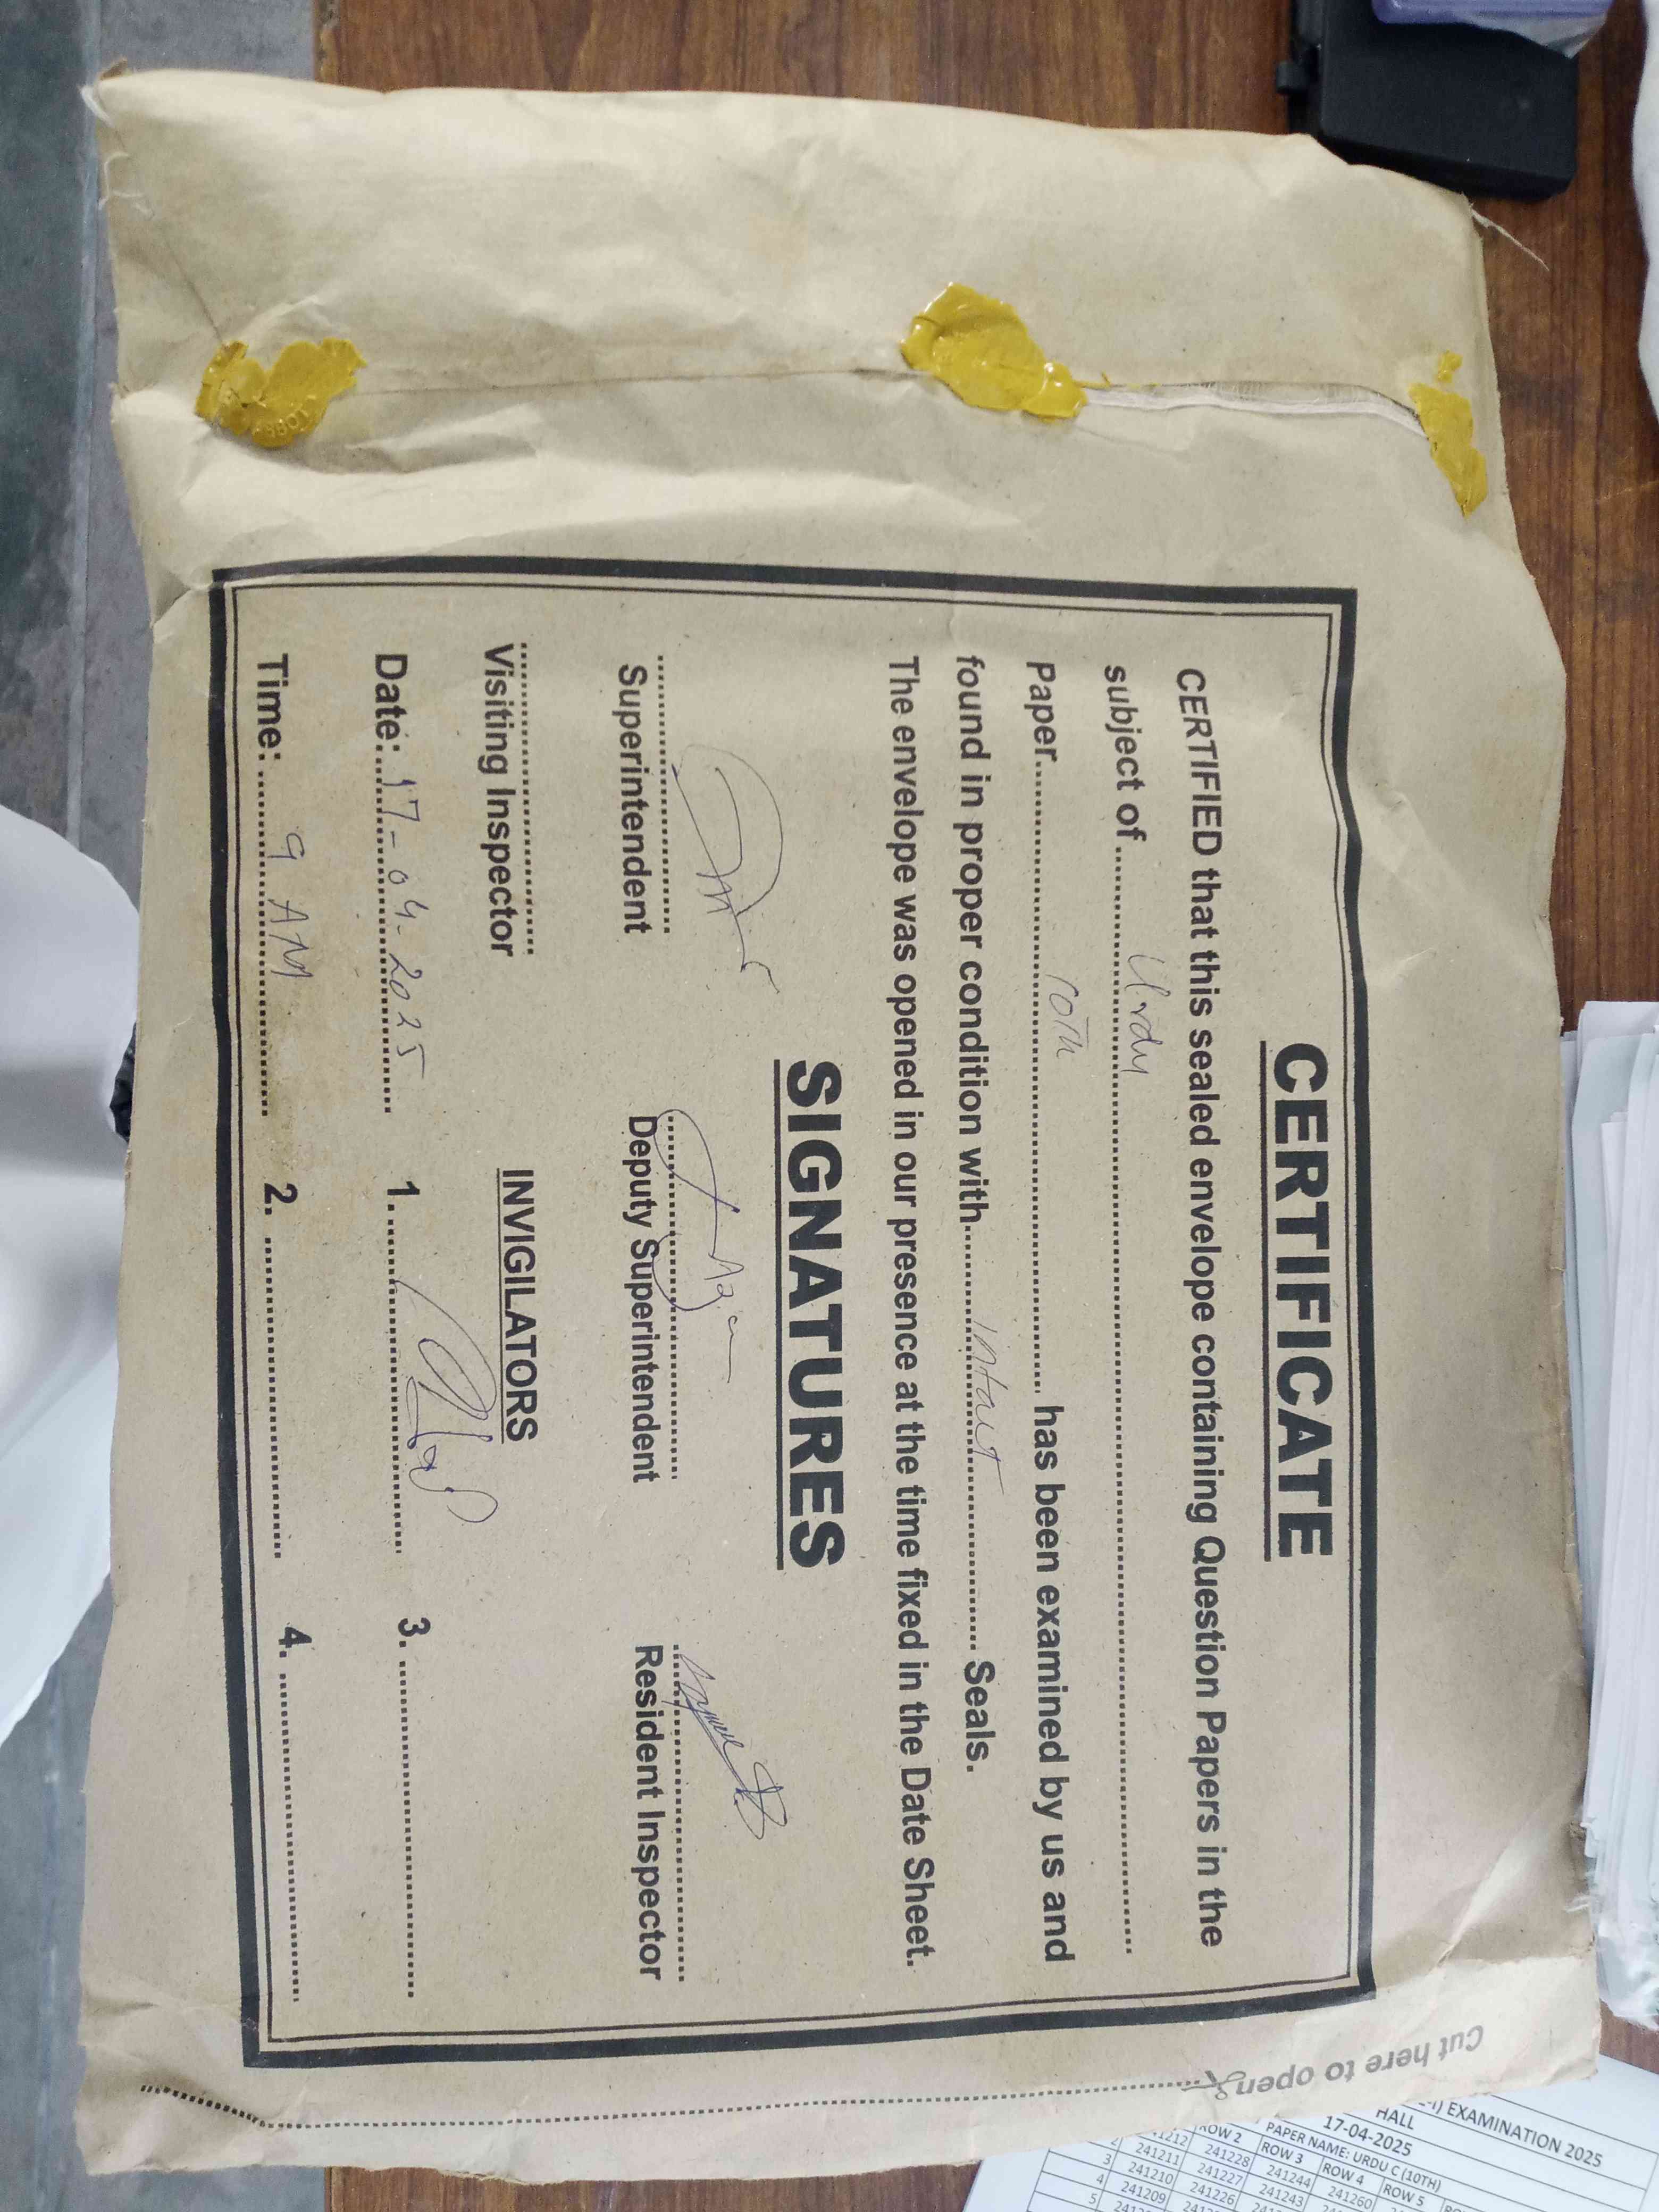 CERTIFICATE
CERTIFIED that this sealed envelope containing Question Papers in the
subject of Urdu
Paper 10th has been examined by us and
found in proper condition with intact Seals.
The envelope was opened in our presence at the time fixed in the Date Sheet.
SIGNATURES
Superintendent Deputy Superintendent Resident Inspector
Visiting Inspector INVIGILATORS
Date: 17-04-2025 1. 3.
Time: 9 AM 2. 4.
Cut here to open
EXAMINATION 2025
HALL
17-04-2025
PAPER NAME: URDU C (10TH)
ROW 2 ROW 3 ROW 4 ROW 5
241228 241244 241260
3 241211 241227 241243
4 241210 241226
5 241209